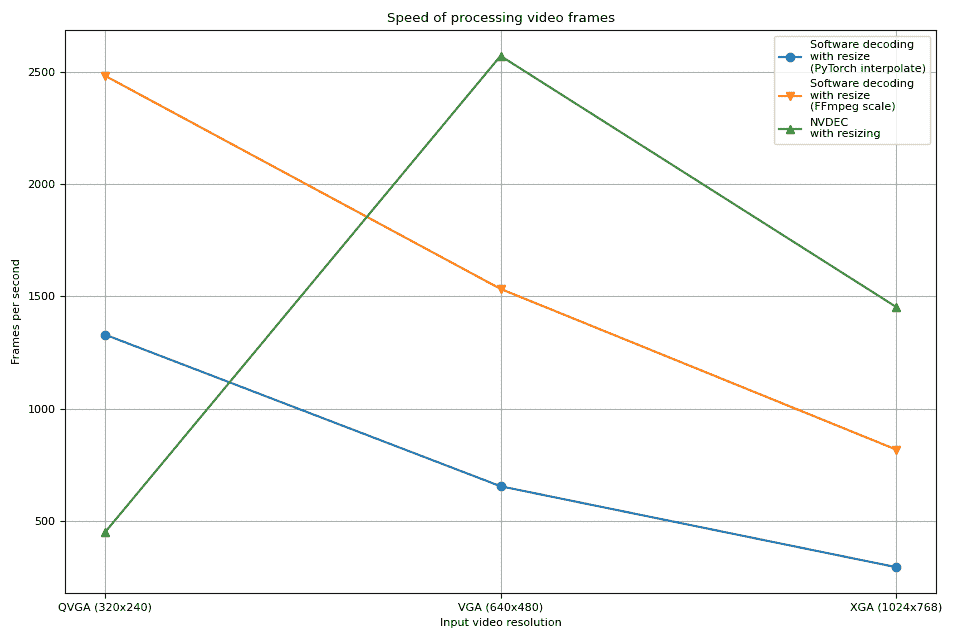 Speed of processing video frames
Software decoding
with resize
(PyTorch interpolate)
Software decoding
with resize
(FFmpeg scale)
NVDEC
with resizing
2500
2000
1500
1000
500
Frames per second
QVGA (320x240)
VGA (640x480)
XGA (1024x768)
Input video resolution